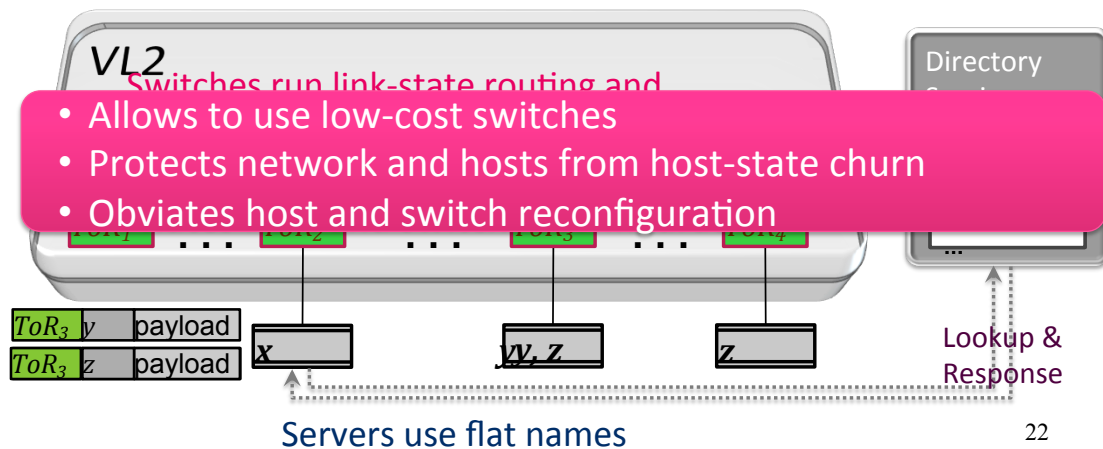 VL2
Switches run link-state routing and
Directory
• Allows to use low-cost switches
• Protects network and hosts from host-state churn
• Obviates host and switch reconfiguration
ToR1 ... ToR2 ... ToR3 ... ToR4
...
ToR3 y payload
ToR3 z payload
x
yy, z
z
Lookup &
Response
Servers use flat names
22